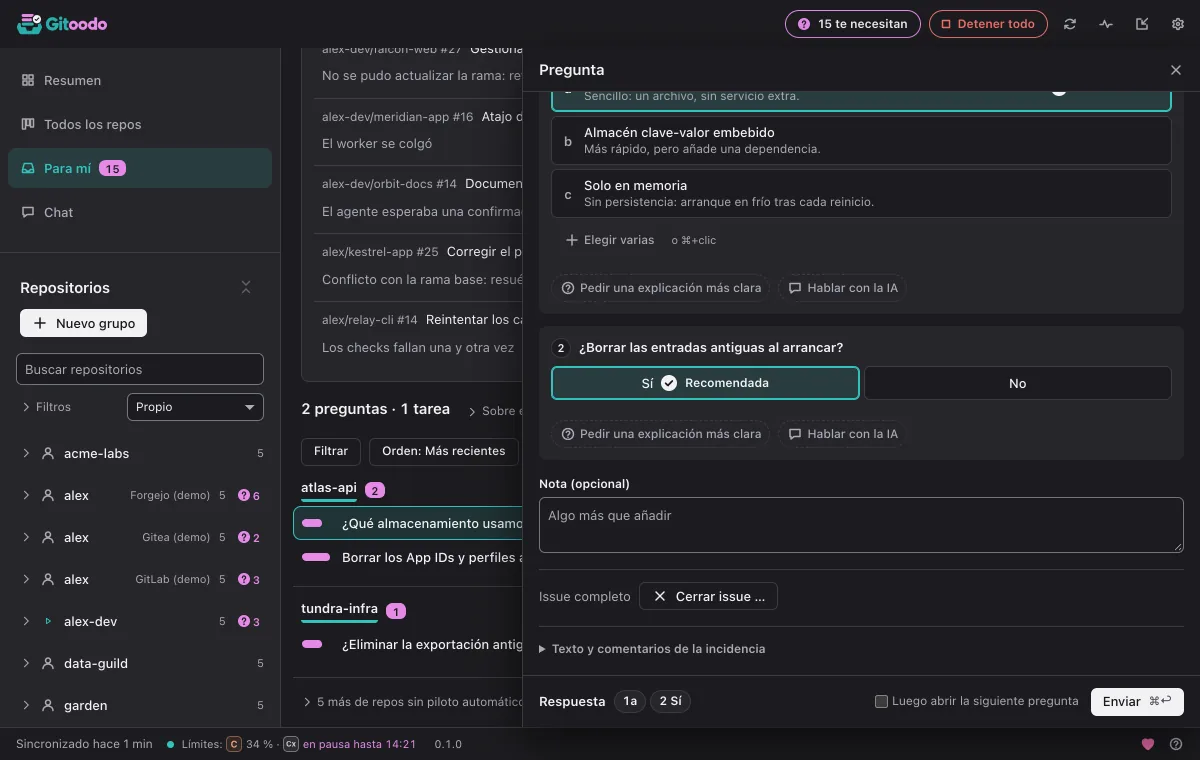 Gitoodo
15 te necesitan
Detener todo
Resumen
Todos los repos
Para mí 15
Chat
Repositorios
Nuevo grupo
Buscar repositorios
Filtros
Propio
acme-labs 5
alex Forgejo (demo) 5 6
alex Gitea (demo) 5 2
alex GitLab (demo) 5 3
alex-dev 5 3
data-guild 5
garden 5
alex-dev/falcon-web #27 Gestiona
No se pudo actualizar la rama: re
alex-dev/meridian-app #16 Atajo d
El worker se colgó
alex-dev/orbit-docs #14 Documen
El agente esperaba una confirma
alex/kestrel-app #25 Corregir el p
Conflicto con la rama base: resué
alex/relay-cli #14 Reintentar los ca
Los checks fallan una y otra vez
2 preguntas · 1 tarea
Sobre e
Filtrar
Orden: Más recientes
atlas-api 2
¿Qué almacenamiento usamo
Borrar los App IDs y perfiles a
tundra-infra 1
¿Eliminar la exportación antig
5 más de repos sin piloto automátic
Pregunta
Sencillo: un archivo, sin servicio extra.
b Almacén clave-valor embebido
Más rápido, pero añade una dependencia.
c Solo en memoria
Sin persistencia: arranque en frío tras cada reinicio.
Elegir varias o ⌘+clic
Pedir una explicación más clara
Hablar con la IA
2 ¿Borrar las entradas antiguas al arrancar?
Sí Recomendada
No
Pedir una explicación más clara
Hablar con la IA
Nota (opcional)
Algo más que añadir
Issue completo
Cerrar issue ...
Texto y comentarios de la incidencia
Respuesta 1a 2 Sí
Luego abrir la siguiente pregunta
Enviar ⌘↩
Sincronizado hace 1 min
Límites: C 34 % · Cx en pausa hasta 14:21
0.1.0